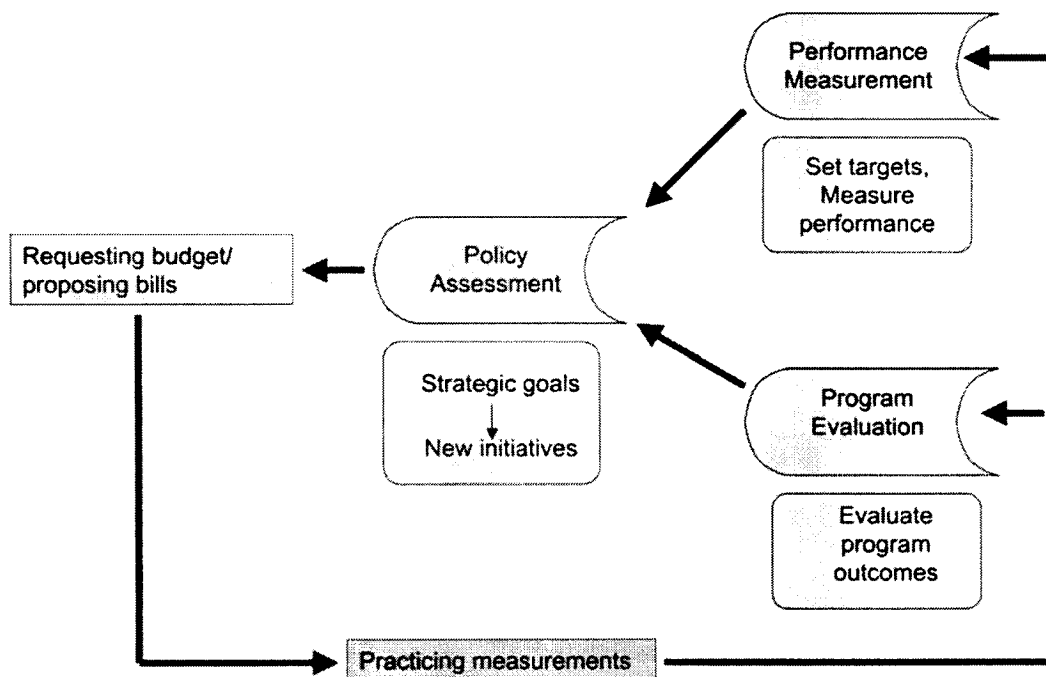 Performance
Measurement
Set targets,
Measure
performance
Requesting budget/
proposing bills
Policy
Assessment
Strategic goals
New initiatives
Program
Evaluation
Evaluate
program
outcomes
Practicing measurements